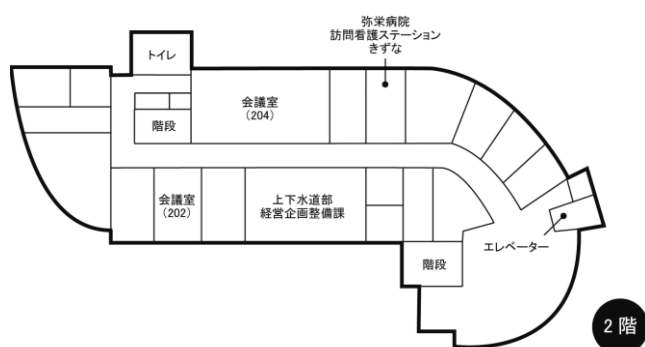 弥栄病院
訪問看護ステーション
きずな
トイレ
会議室
(204)
階段
会議室
(202)
上下水道部
経営企画整備課
エレベーター
階段
2階